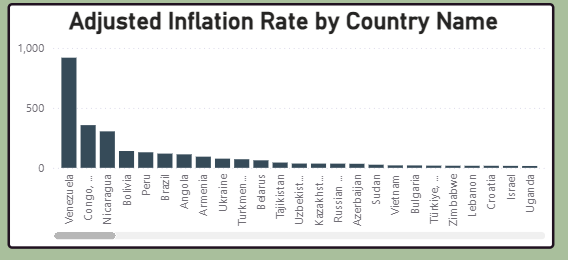 Adjusted Inflation Rate by Country Name
1,000
500
0
Venezuela
Congo, ...
Nicaragua
Bolivia
Peru
Brazil
Angola
Armenia
Ukraine
Turkmen...
Belarus
Tajikistan
Uzbekist...
Kazakhst...
Russian ...
Azerbaijan
Sudan
Vietnam
Bulgaria
Türkiye, ...
Zimbabwe
Lebanon
Croatia
Israel
Uganda